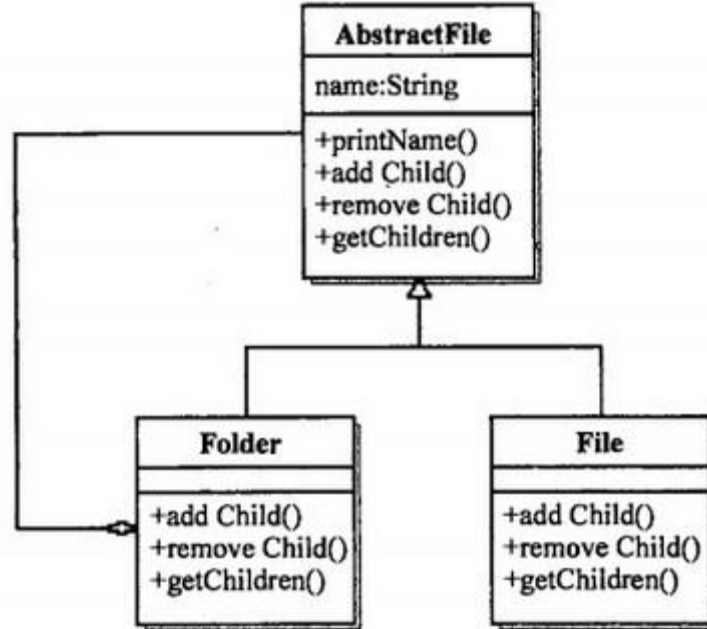 AbstractFile
name:String
+printName()
+add Child()
+remove Child()
+getChildren()
Folder
+add Child()
+remove Child()
+getChildren()
File
+add Child()
+remove Child()
+getChildren()